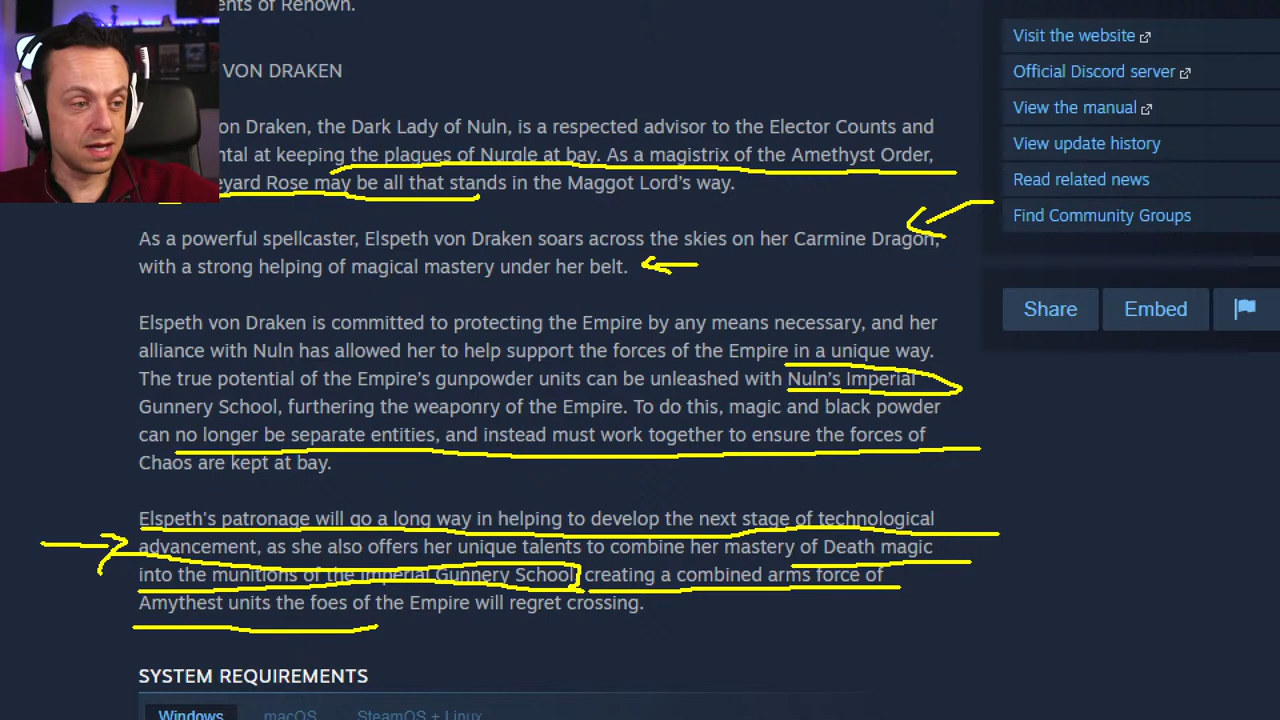 ents of Renown.
VON DRAKEN
on Draken, the Dark Lady of Nuln, is a respected advisor to the Elector Counts and
ntal at keeping the plagues of Nurgle at bay. As a magistrix of the Amethyst Order,
eyard Rose may be all that stands in the Maggot Lord's way.
As a powerful spellcaster, Elspeth von Draken soars across the skies on her Carmine Dragon,
with a strong helping of magical mastery under her belt.
Elspeth von Draken is committed to protecting the Empire by any means necessary, and her
alliance with Nuln has allowed her to help support the forces of the Empire in a unique way.
The true potential of the Empire's gunpowder units can be unleashed with Nuln's Imperial
Gunnery School, furthering the weaponry of the Empire. To do this, magic and black powder
can no longer be separate entities, and instead must work together to ensure the forces of
Chaos are kept at bay.
Elspeth's patronage will go a long way in helping to develop the next stage of technological
advancement, as she also offers her unique talents to combine her mastery of Death magic
into the munitions of the Imperial Gunnery School, creating a combined arms force of
Amythest units the foes of the Empire will regret crossing.
SYSTEM REQUIREMENTS
Windows macOS SteamOS + Linux
Visit the website
Official Discord server
View the manual
View update history
Read related news
Find Community Groups
Share Embed